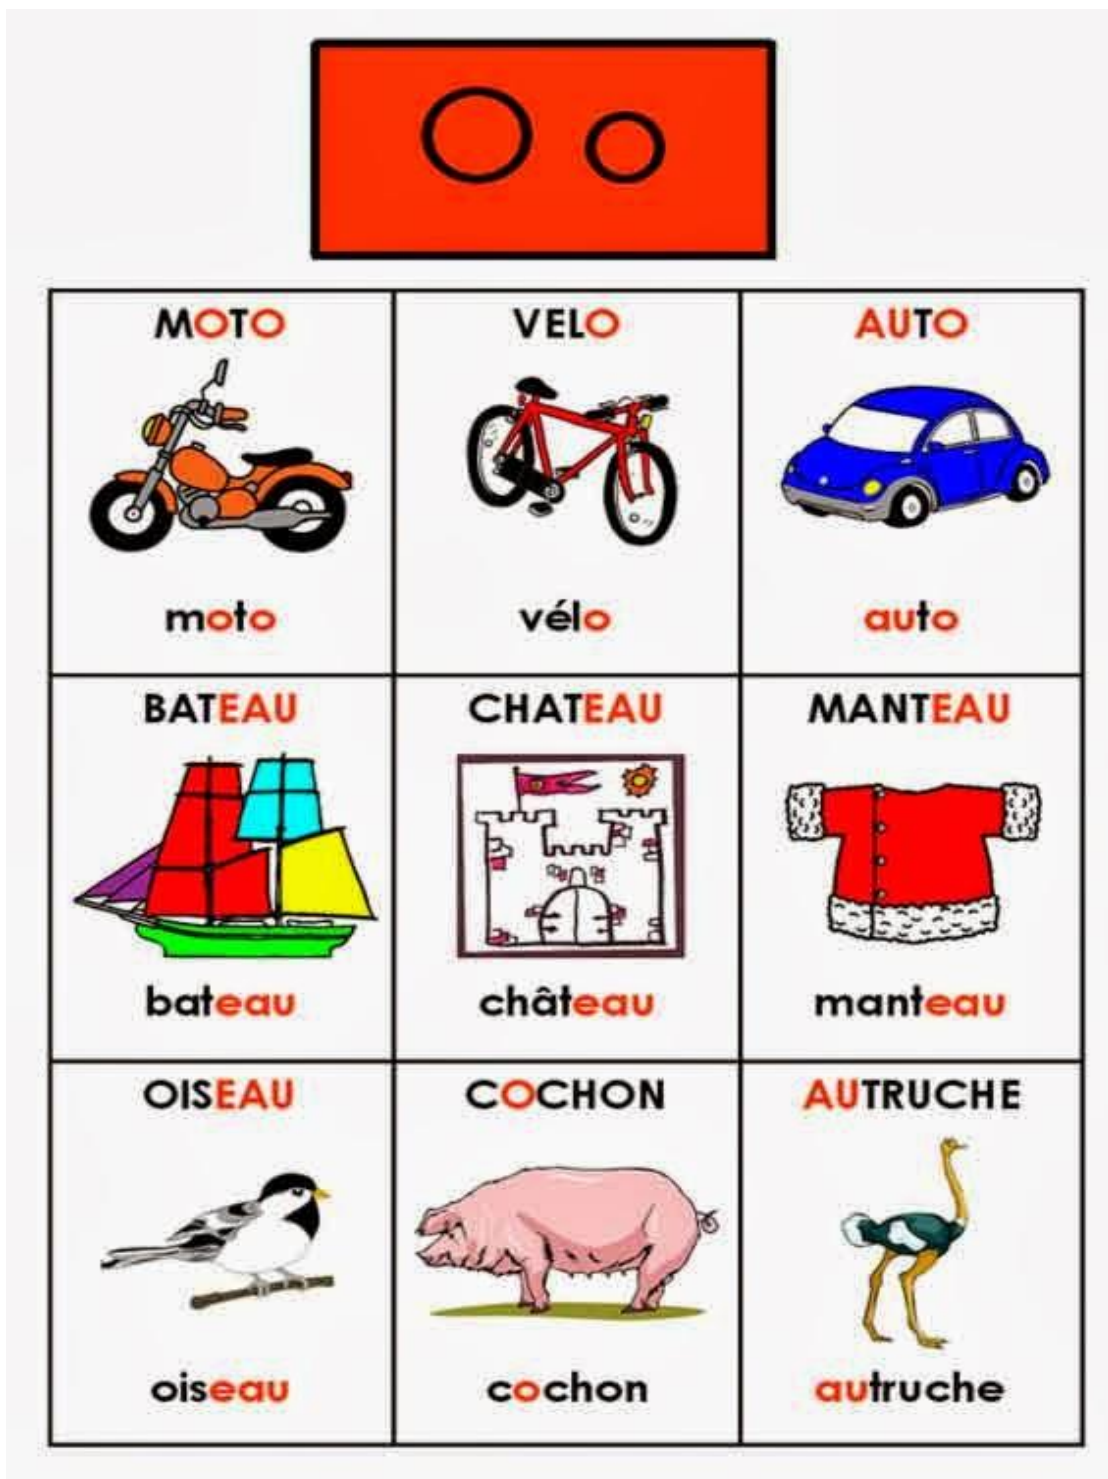 O o
MOTO
VELO
AUTO
moto
vélo
auto
BATEAU
CHATEAU
MANTEAU
bateau
château
manteau
OISEAU
COCHON
AUTRUCHE
oiseau
cochon
autruche